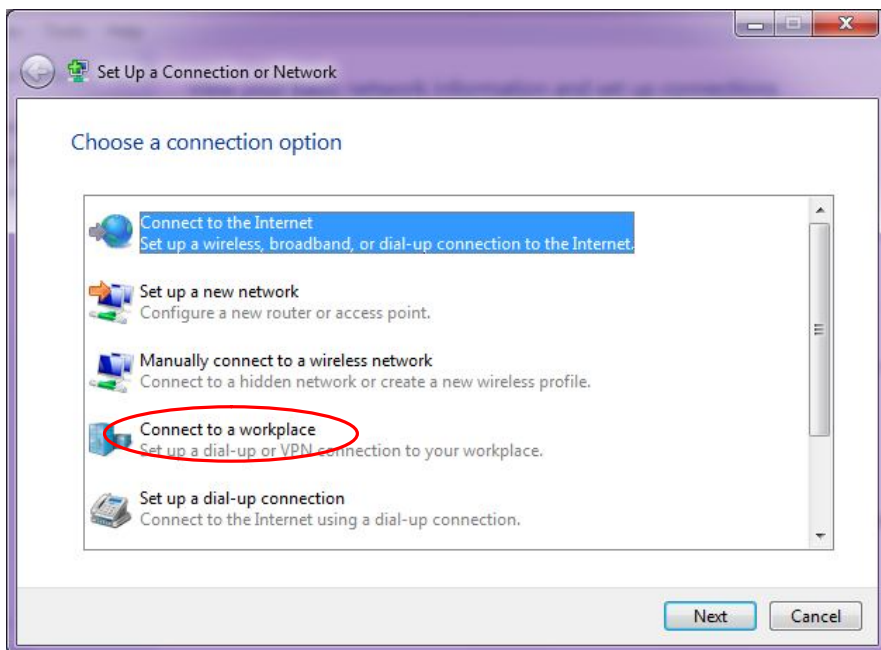 Set Up a Connection or Network
Choose a connection option
Connect to the Internet
Set up a wireless, broadband, or dial-up connection to the Internet.
Set up a new network
Configure a new router or access point.
Manually connect to a wireless network
Connect to a hidden network or create a new wireless profile.
Connect to a workplace
Set up a dial-up or VPN connection to your workplace.
Set up a dial-up connection
Connect to the Internet using a dial-up connection.
Next
Cancel